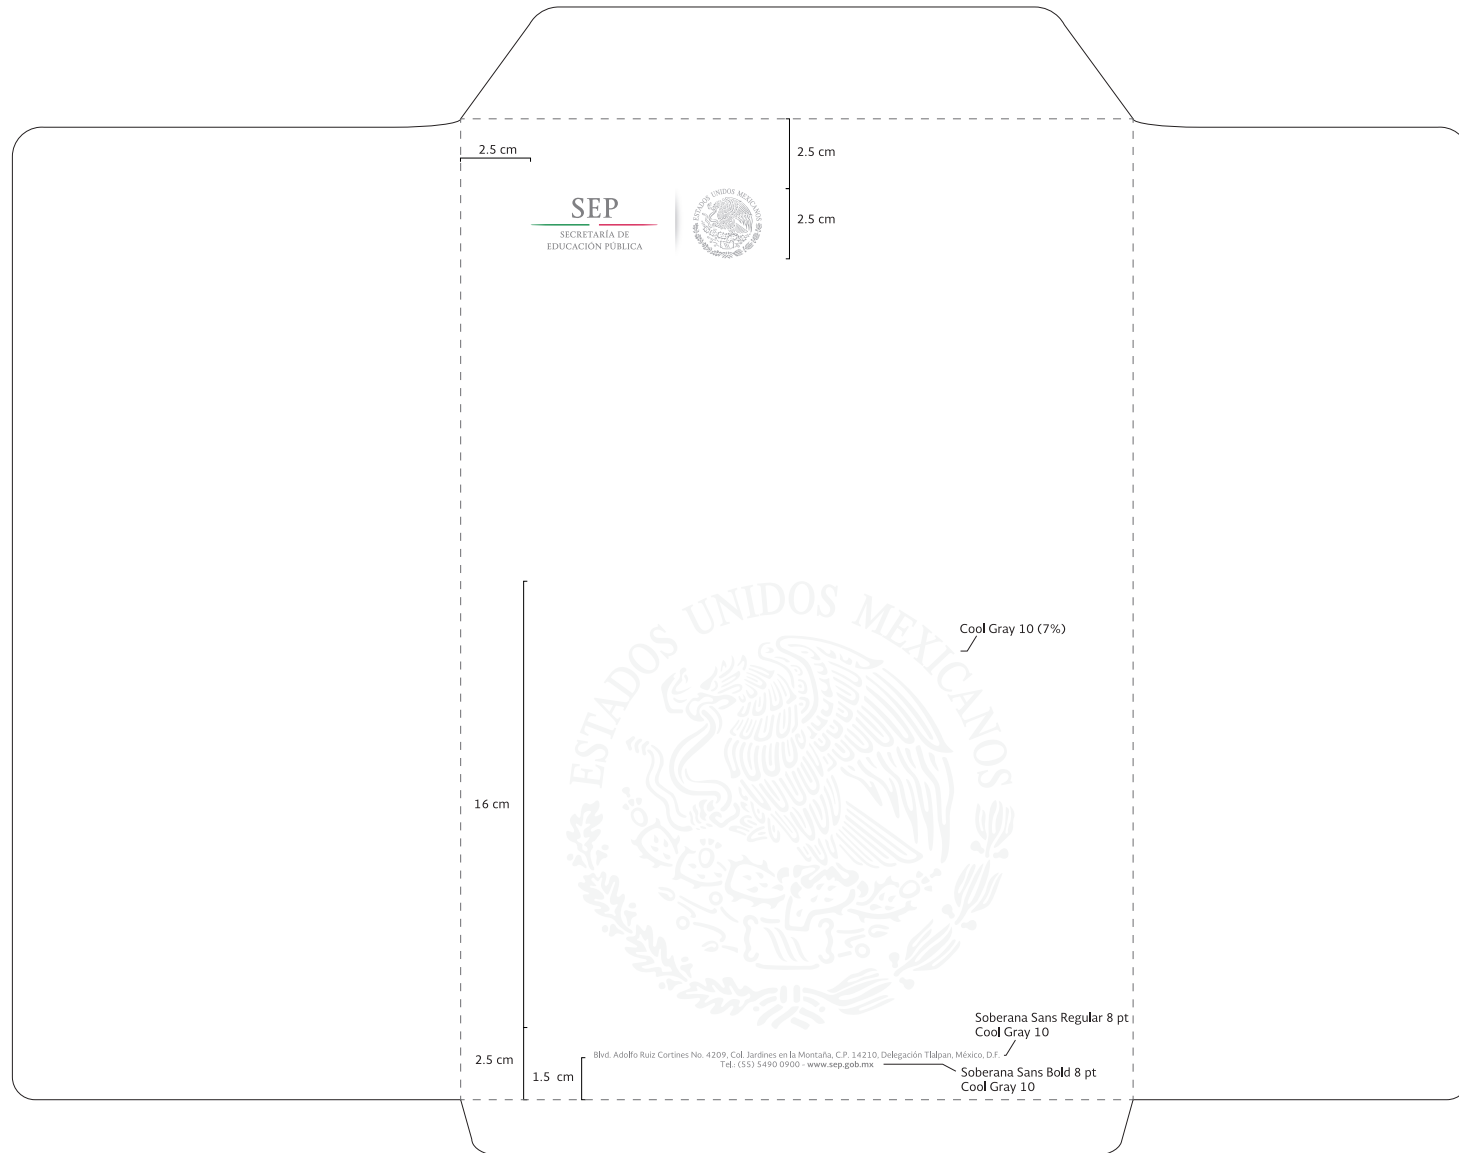 2.5 cm
2.5 cm
2.5 cm
SEP
SECRETARÍA DE
EDUCACIÓN PÚBLICA
ESTADOS UNIDOS MEXICANOS
ESTADOS UNIDOS MEXICANOS
Cool Gray 10 (7%)
16 cm
Soberana Sans Regular 8 pt
Cool Gray 10
2.5 cm
1.5 cm
Blvd. Adolfo Ruiz Cortines No. 4209, Col. Jardines en la Montaña, C.P. 14210, Delegación Tlalpan, México, D.F.
Tel.: (55) 5490 0900 - www.sep.gob.mx
Soberana Sans Bold 8 pt
Cool Gray 10